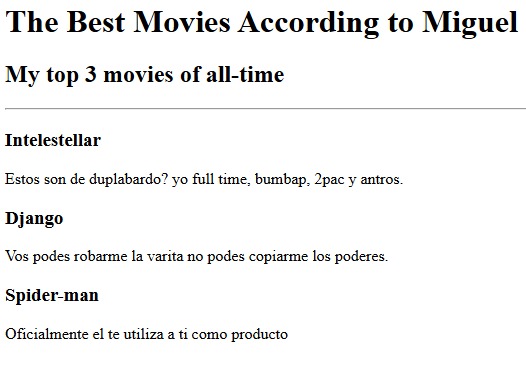 The Best Movies According to Miguel
My top 3 movies of all-time
Intelestellar
Estos son de duplabardo? yo full time, bumbap, 2pac y antros.
Django
Vos podes robarme la varita no podes copiarme los poderes.
Spider-man
Oficialmente el te utiliza a ti como producto